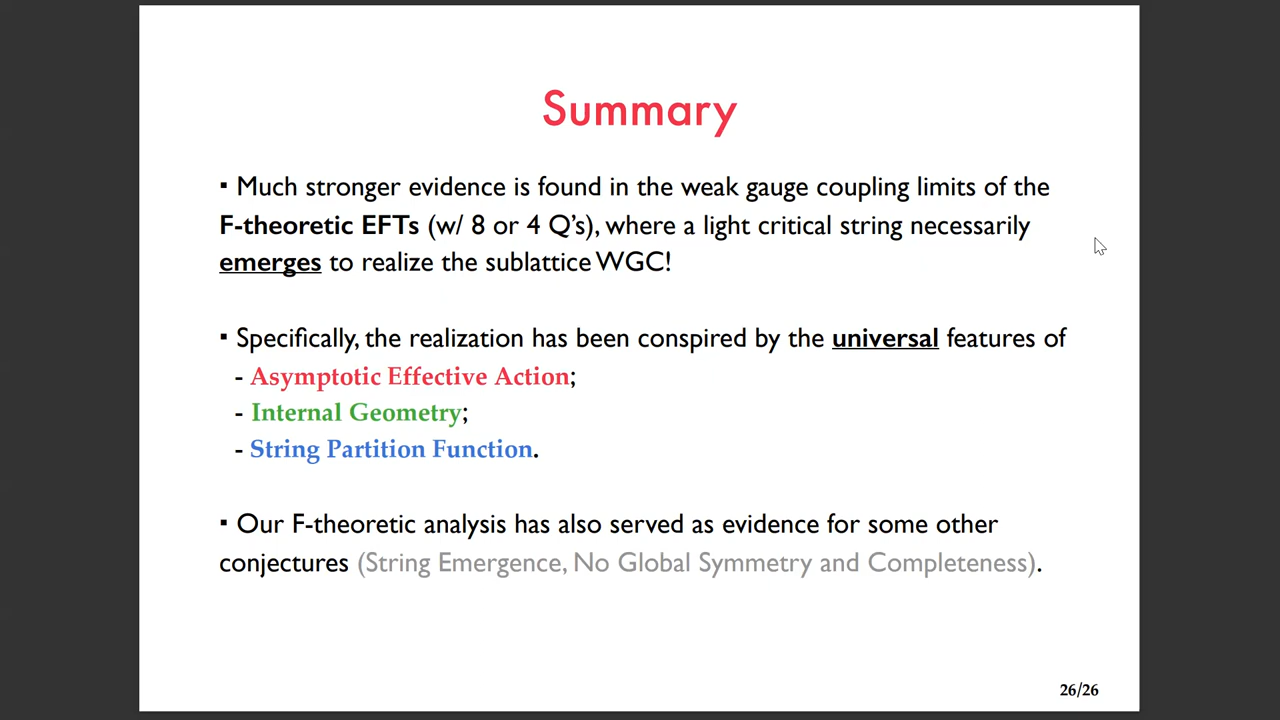 Summary
▪ Much stronger evidence is found in the weak gauge coupling limits of the
F-theoretic EFTs (w/ 8 or 4 Q's), where a light critical string necessarily
emerges to realize the sublattice WGC!
▪ Specifically, the realization has been conspired by the universal features of
- Asymptotic Effective Action;
- Internal Geometry;
- String Partition Function.
▪ Our F-theoretic analysis has also served as evidence for some other
conjectures (String Emergence, No Global Symmetry and Completeness).
26/26